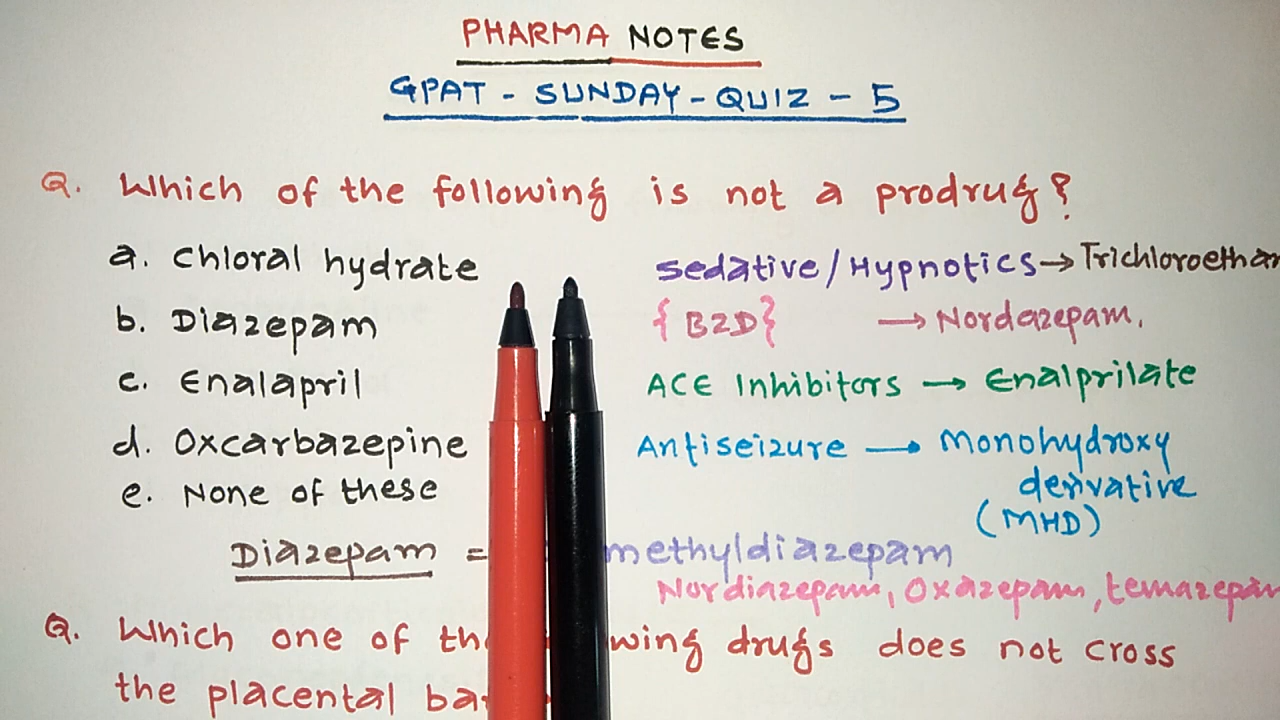 PHARMA NOTES
GPAT - SUNDAY - QUIZ - 5
Q. Which of the following is not a prodrug?
a. Chloral hydrate sedative/Hypnotics → Trichloroethan
b. Diazepam {BZD} → Nordazepam.
c. Enalapril ACE Inhibitors → Enalprilate
d. Oxcarbazepine Antiseizure → Monohydroxy
derivative
e. None of these
(MHD)
Diazepam = methyldiazepam
Nordiazepam, Oxazepam, temazepam
Q. Which one of th wing drugs does not cross
the placental ba